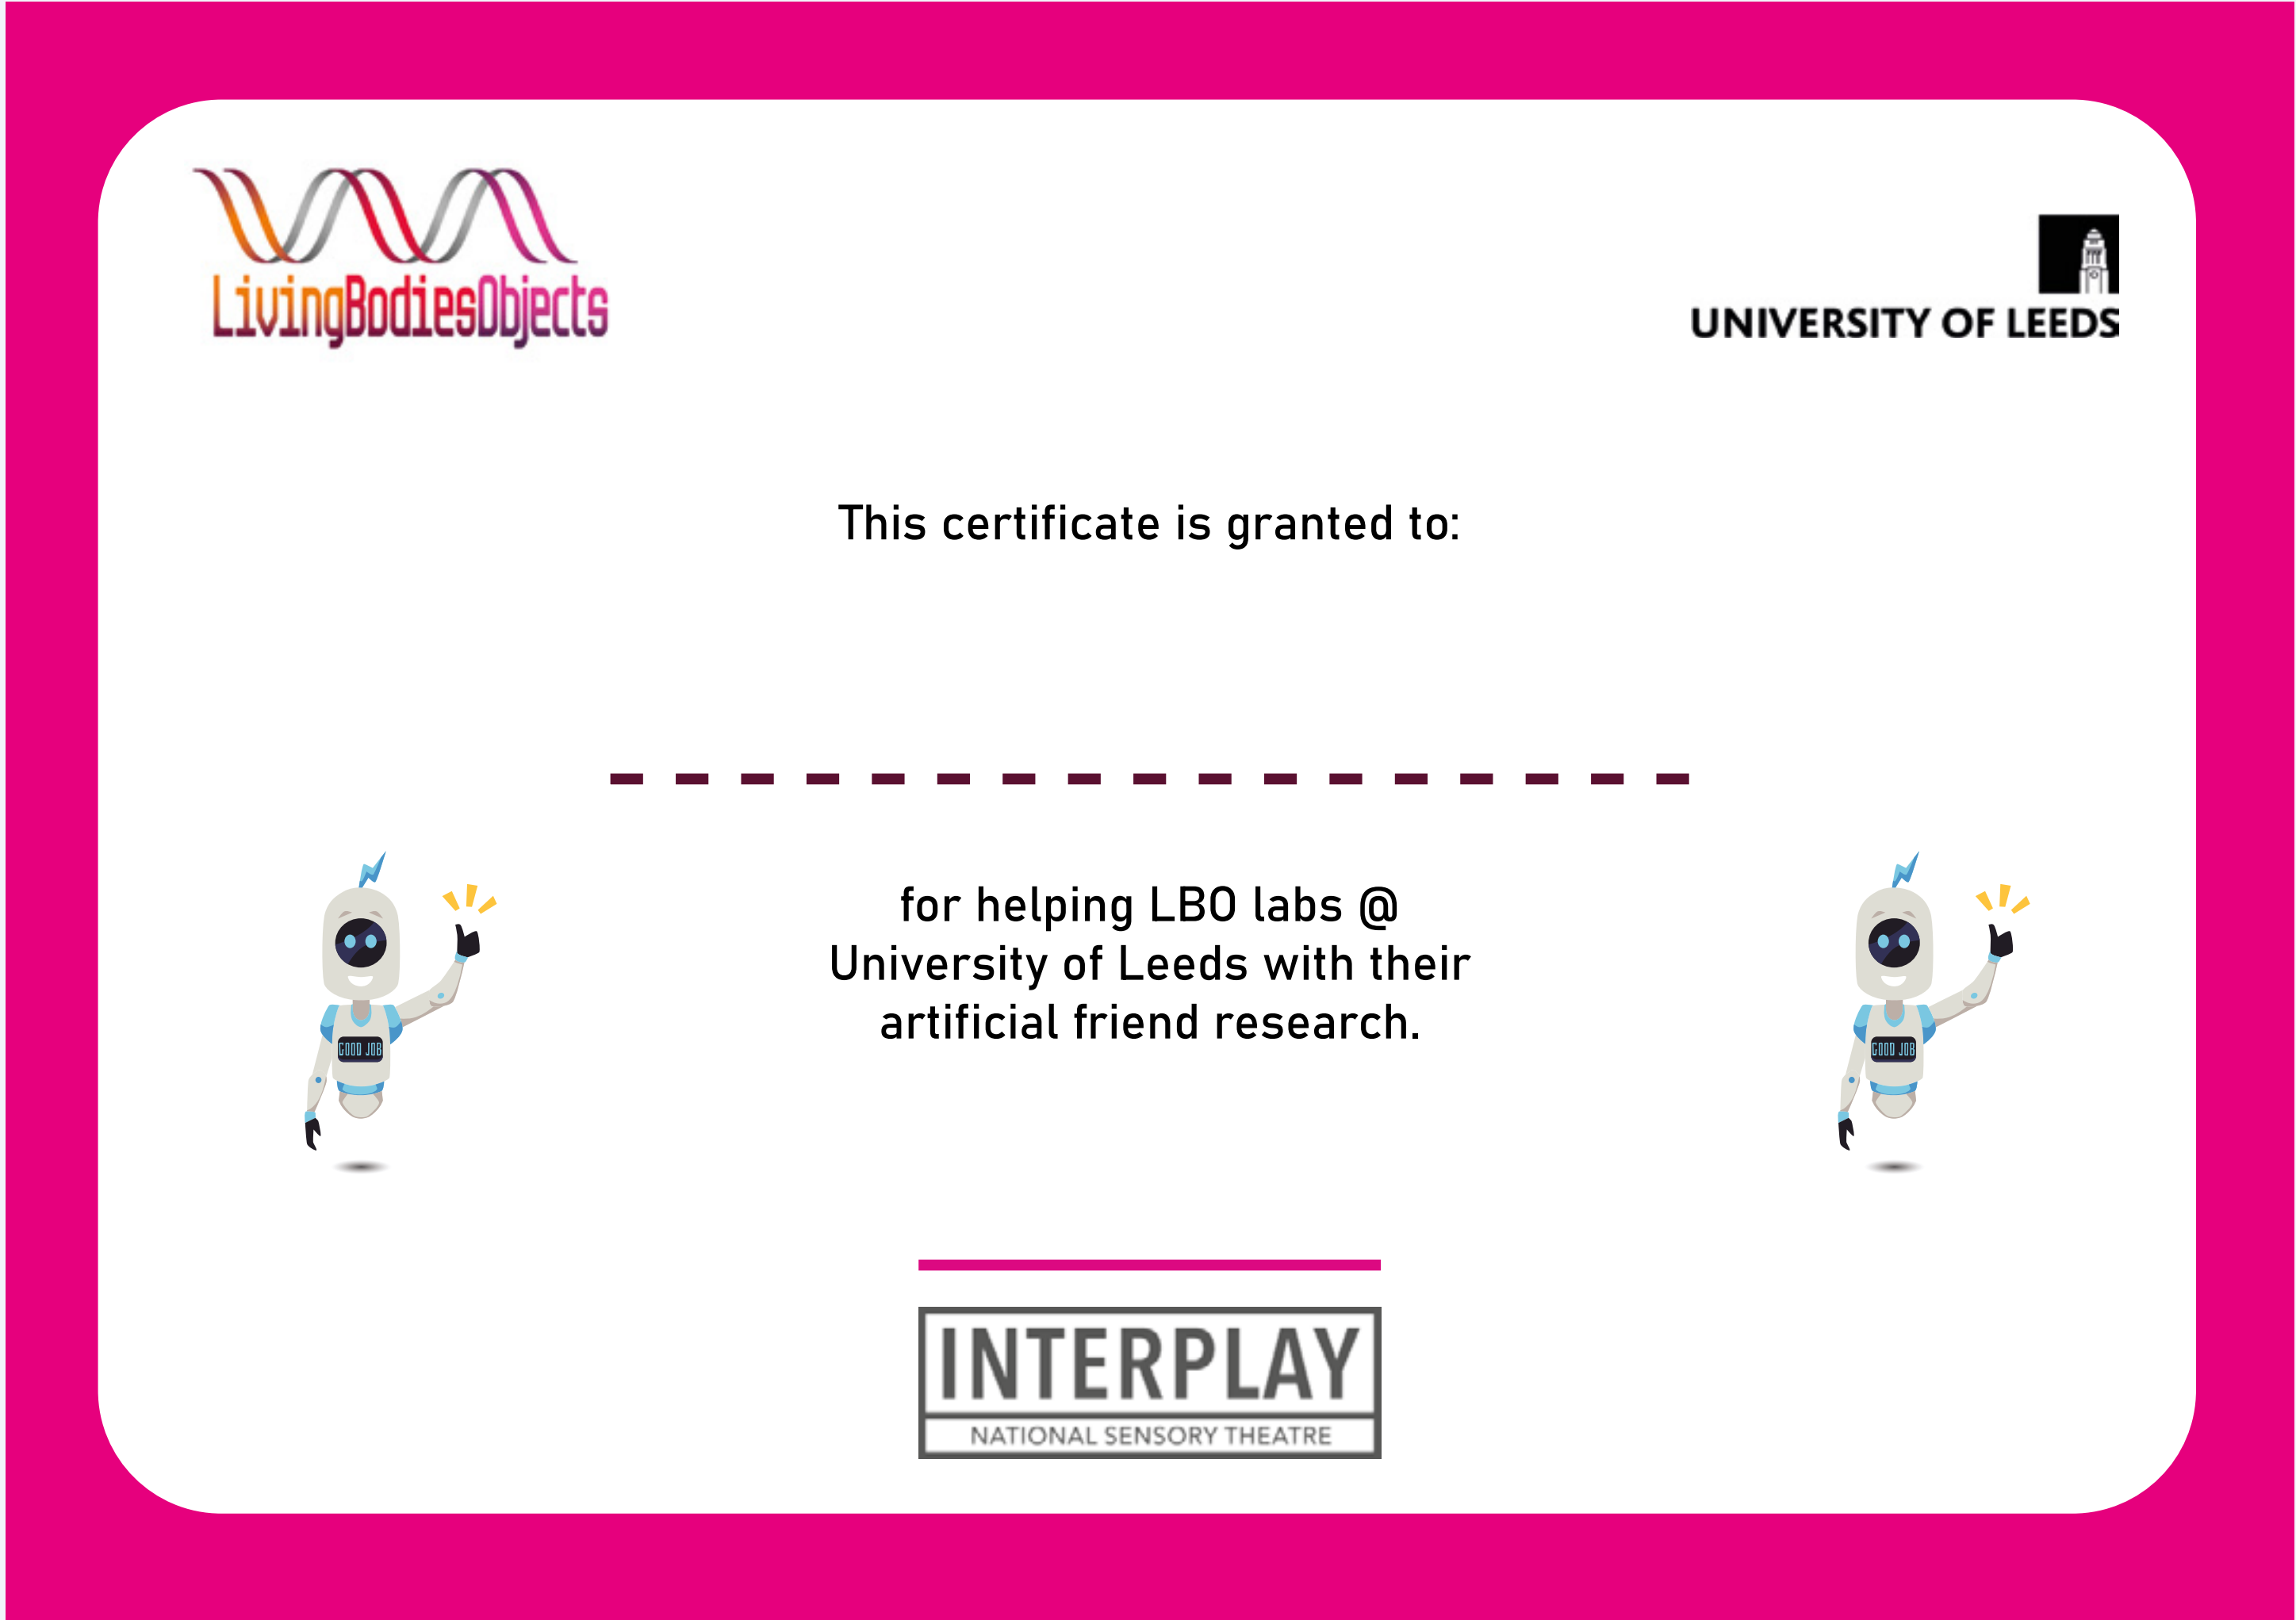 LivingBodiesObjects
UNIVERSITY OF LEEDS
This certificate is granted to:
for helping LBO labs @
University of Leeds with their
artificial friend research.
GOOD JOB
GOOD JOB
INTERPLAY
NATIONAL SENSORY THEATRE